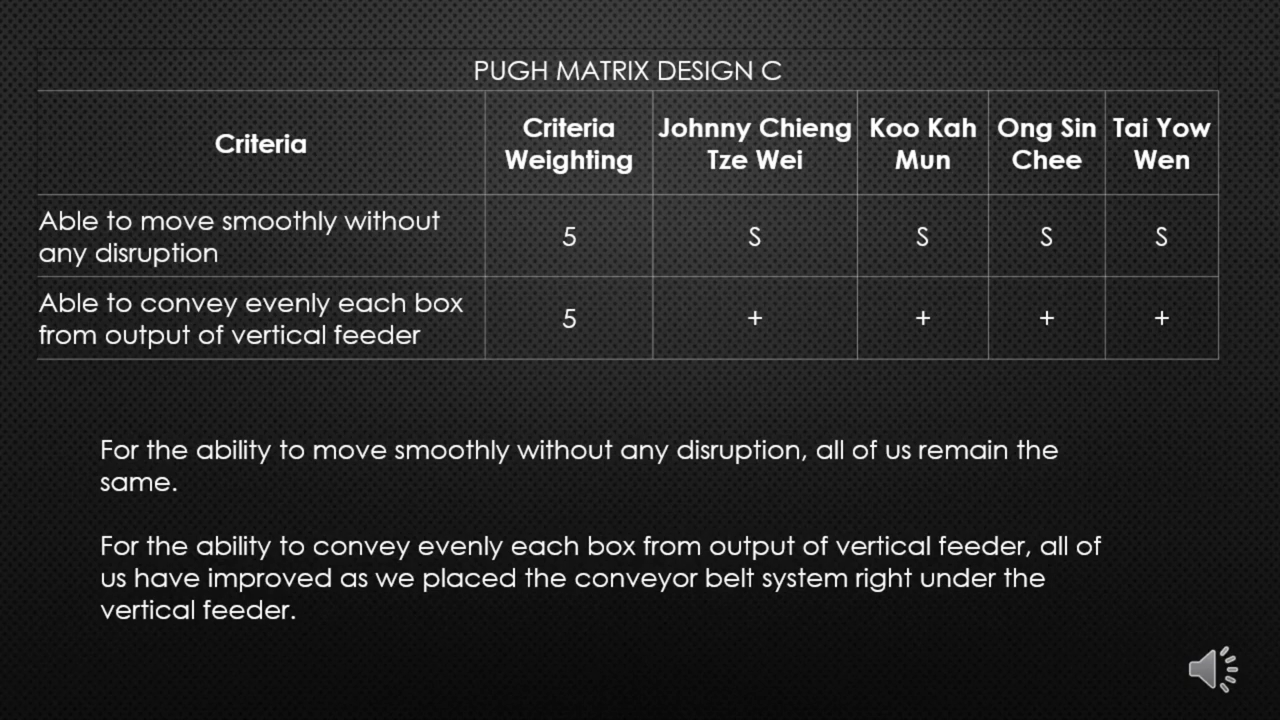 PUGH MATRIX DESIGN C
Criteria
Criteria Weighting
Johnny Chieng Tze Wei
Koo Kah Mun
Ong Sin Chee
Tai Yow Wen
Able to move smoothly without any disruption
5 S S S S
Able to convey evenly each box from output of vertical feeder
5 + + + +
For the ability to move smoothly without any disruption, all of us remain the
same.
For the ability to convey evenly each box from output of vertical feeder, all of
us have improved as we placed the conveyor belt system right under the
vertical feeder.